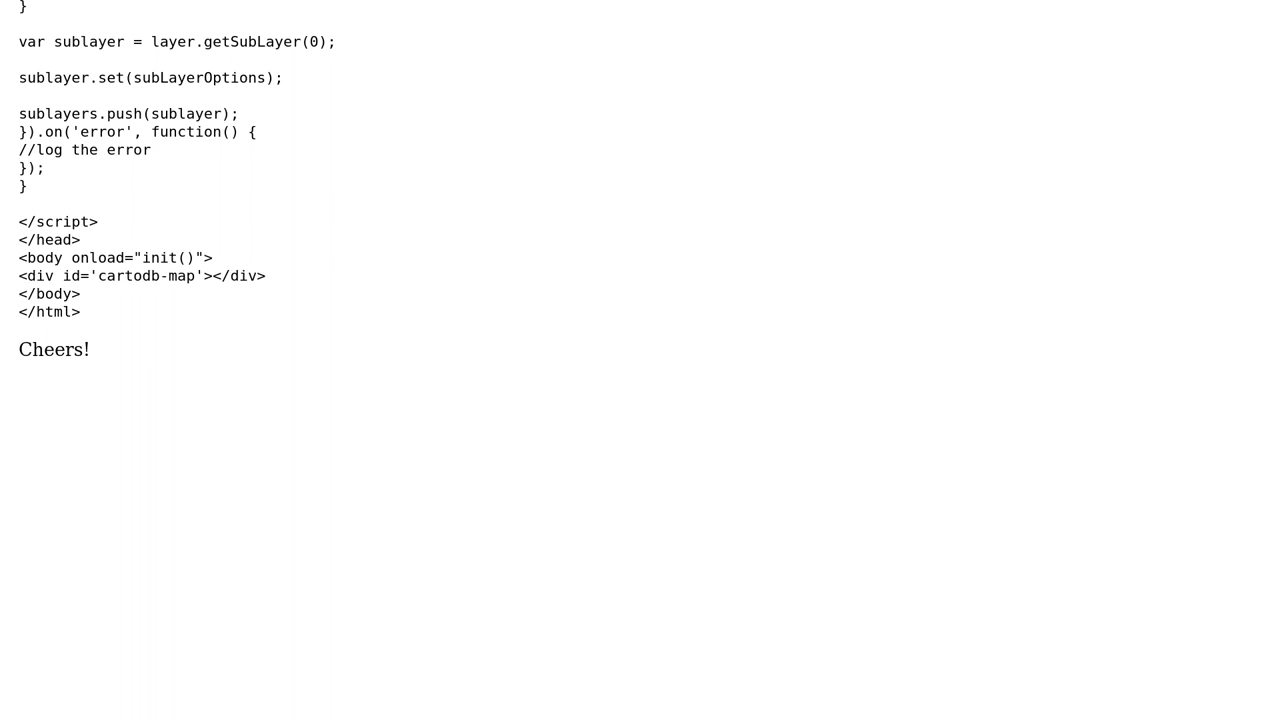 }
var sublayer = layer.getSubLayer(0);
sublayer.set(subLayerOptions);
sublayers.push(sublayer);
}).on('error', function() {
//log the error
});
}
</script>
</head>
<body onload="init()">
<div id='cartodb-map'></div>
</body>
</html>
Cheers!